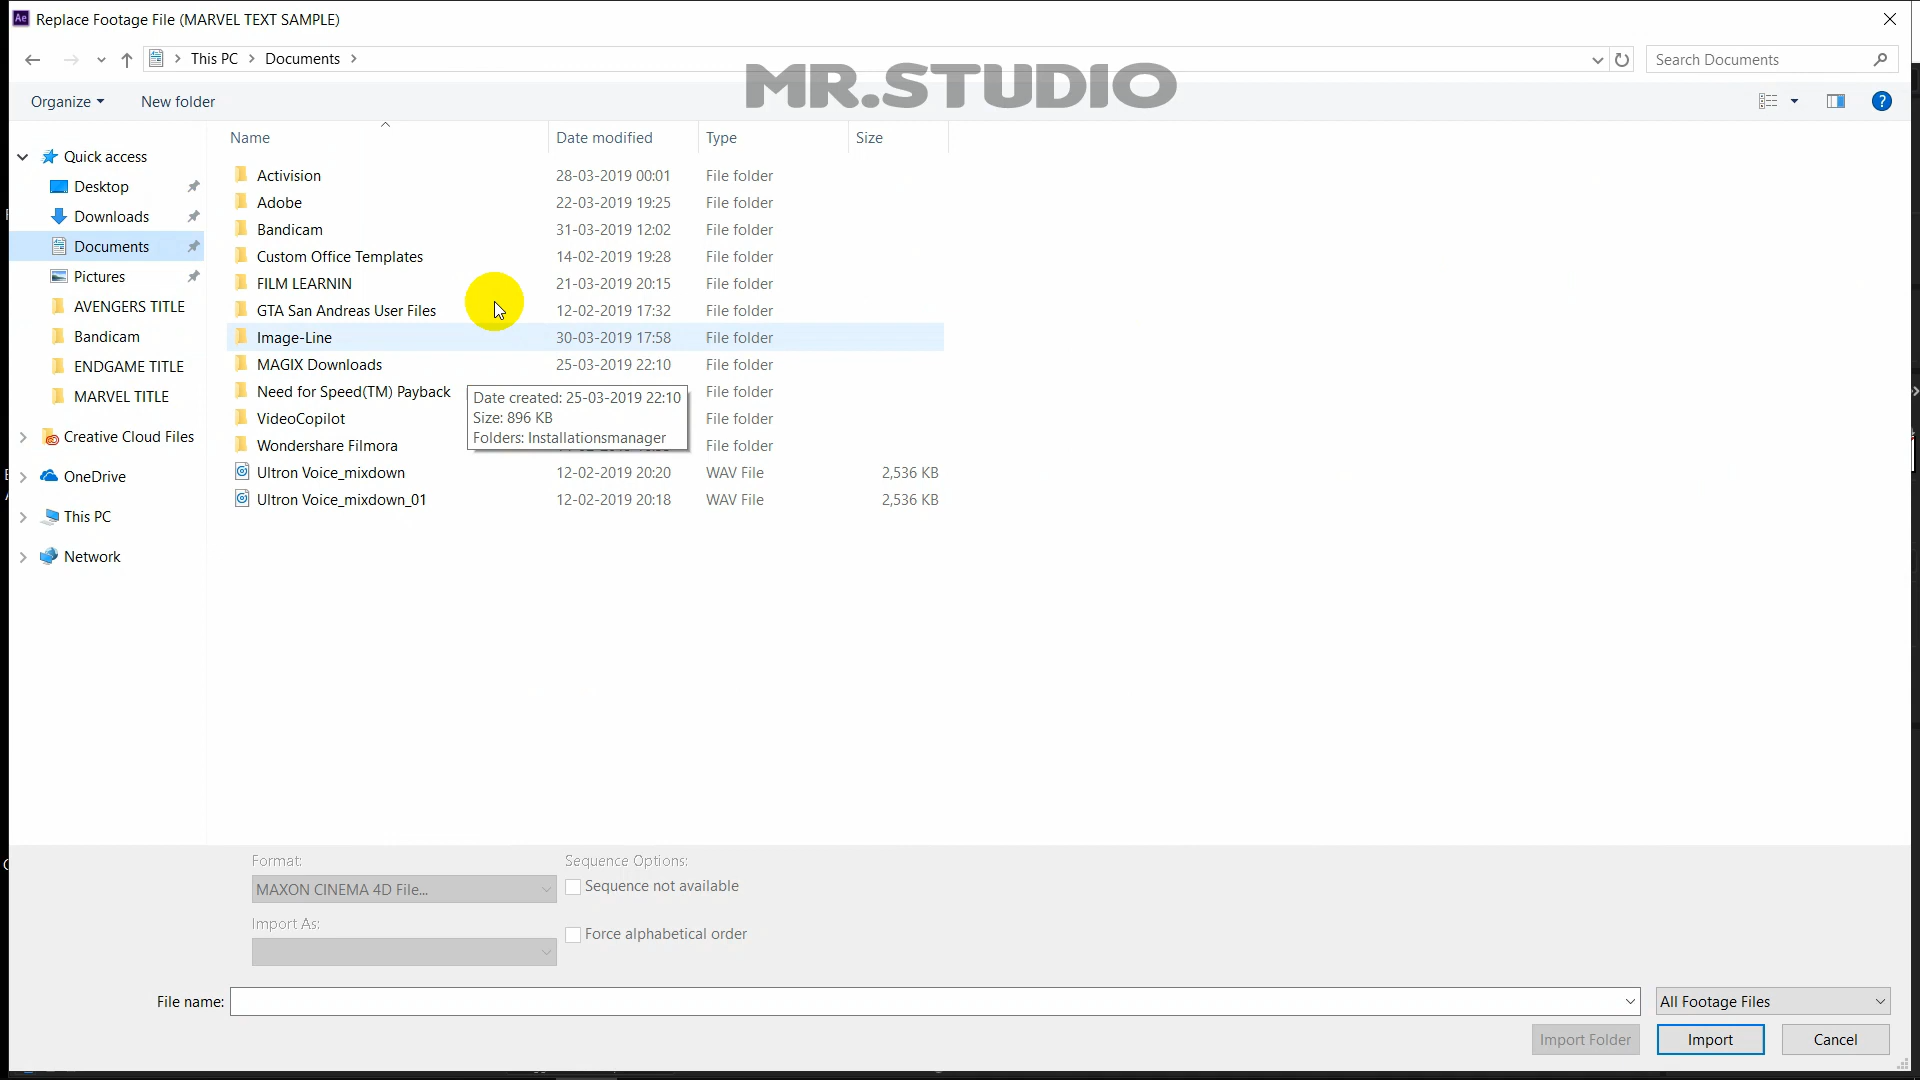 Ae Replace Footage File (MARVEL TEXT SAMPLE)
This PC > Documents >
Search Documents
MR.STUDIO
Organize
New folder
Name
Date modified
Type
Size
Quick access
Desktop
Downloads
Documents
Pictures
AVENGERS TITLE
Bandicam
ENDGAME TITLE
MARVEL TITLE
Creative Cloud Files
OneDrive
This PC
Network
Activision 28-03-2019 00:01 File folder
Adobe 22-03-2019 19:25 File folder
Bandicam 31-03-2019 12:02 File folder
Custom Office Templates 14-02-2019 19:28 File folder
FILM LEARNIN 21-03-2019 20:15 File folder
GTA San Andreas User Files 12-02-2019 17:32 File folder
Image-Line 30-03-2019 17:58 File folder
MAGIX Downloads 25-03-2019 22:10 File folder
Need for Speed(TM) Payback File folder
VideoCopilot File folder
Wondershare Filmora File folder
Ultron Voice_mixdown 12-02-2019 20:20 WAV File 2,536 KB
Ultron Voice_mixdown_01 12-02-2019 20:18 WAV File 2,536 KB
Date created: 25-03-2019 22:10
Size: 896 KB
Folders: Installationsmanager
Format:
MAXON CINEMA 4D File...
Import As:
Sequence Options:
Sequence not available
Force alphabetical order
File name:
All Footage Files
Import Folder
Import
Cancel